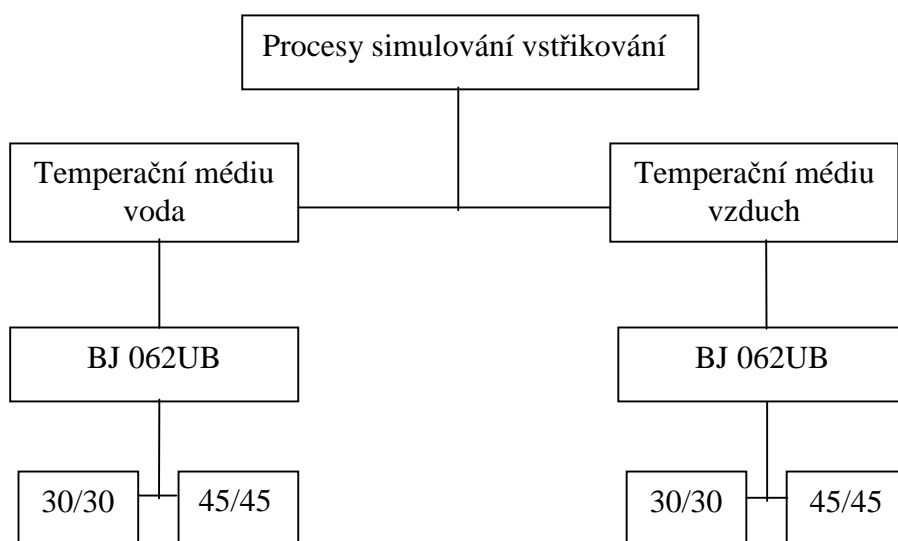 Procesy simulování vstřikování
Temperační médiu
voda
Temperační médiu
vzduch
BJ 062UB
BJ 062UB
30/30
45/45
30/30
45/45